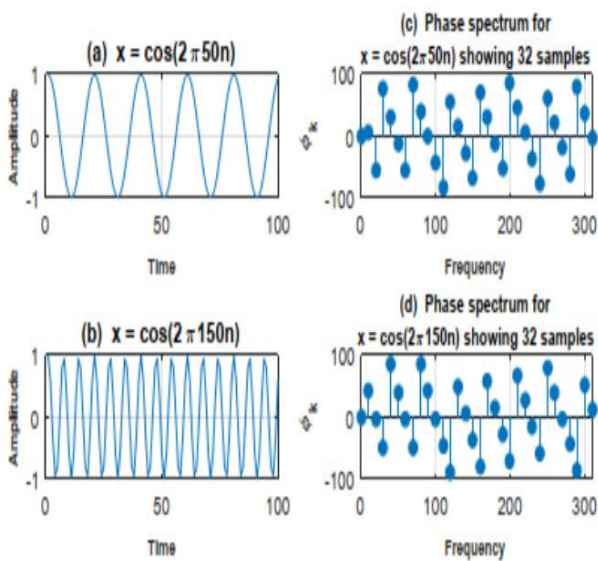 (a) x = cos(2π50n)
Amplitude
1
0
-1
0 50 100
Time
(c) Phase spectrum for
x = cos(2π50n) showing 32 samples
ϕlk
100
0
-100
0 100 200 300
Frequency
(b) x = cos(2π150n)
Amplitude
1
0
-1
0 50 100
Time
(d) Phase spectrum for
x = cos(2π150n) showing 32 samples
ϕlk
100
0
-100
0 100 200 300
Frequency